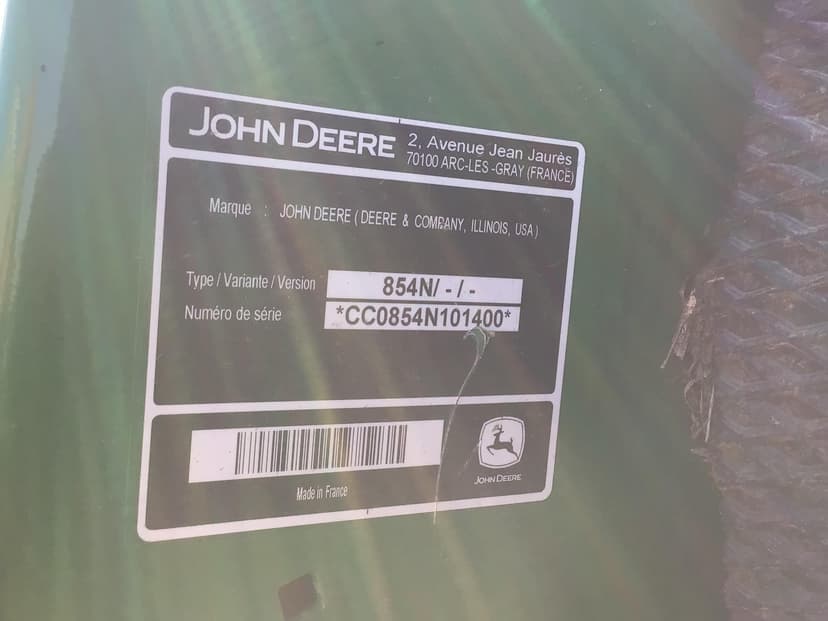 JOHN DEERE
2, Avenue Jean Jaurès
70100 ARC-LES -GRAY (FRANCE)
Marque : JOHN DEERE ( DEERE & COMPANY, ILLINOIS, USA )
Type / Variante / Version 854N/ - / -
Numéro de série *CC0854N101400*
Made in France
JOHN DEERE